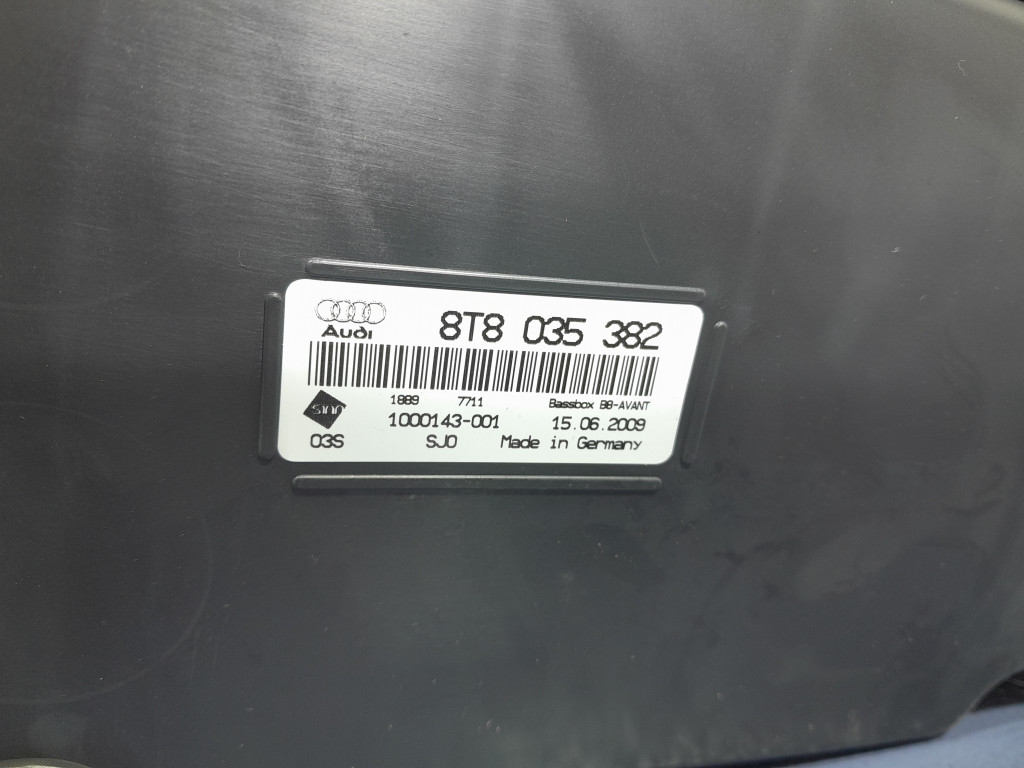 Audi 8T8 035 382
1889 7711 Bassbox B8-AVANT
1000143-001 15.06.2009
03S SJ0 Made in Germany